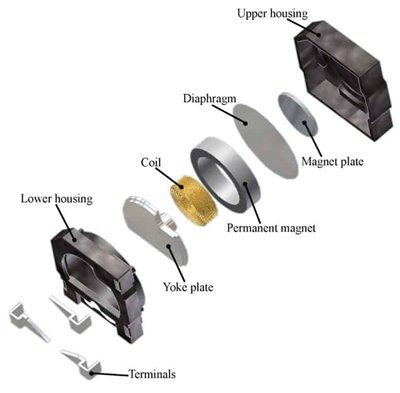 Upper housing
Diaphragm
Magnet plate
Coil
Permanent magnet
Lower housing
Yoke plate
Terminals